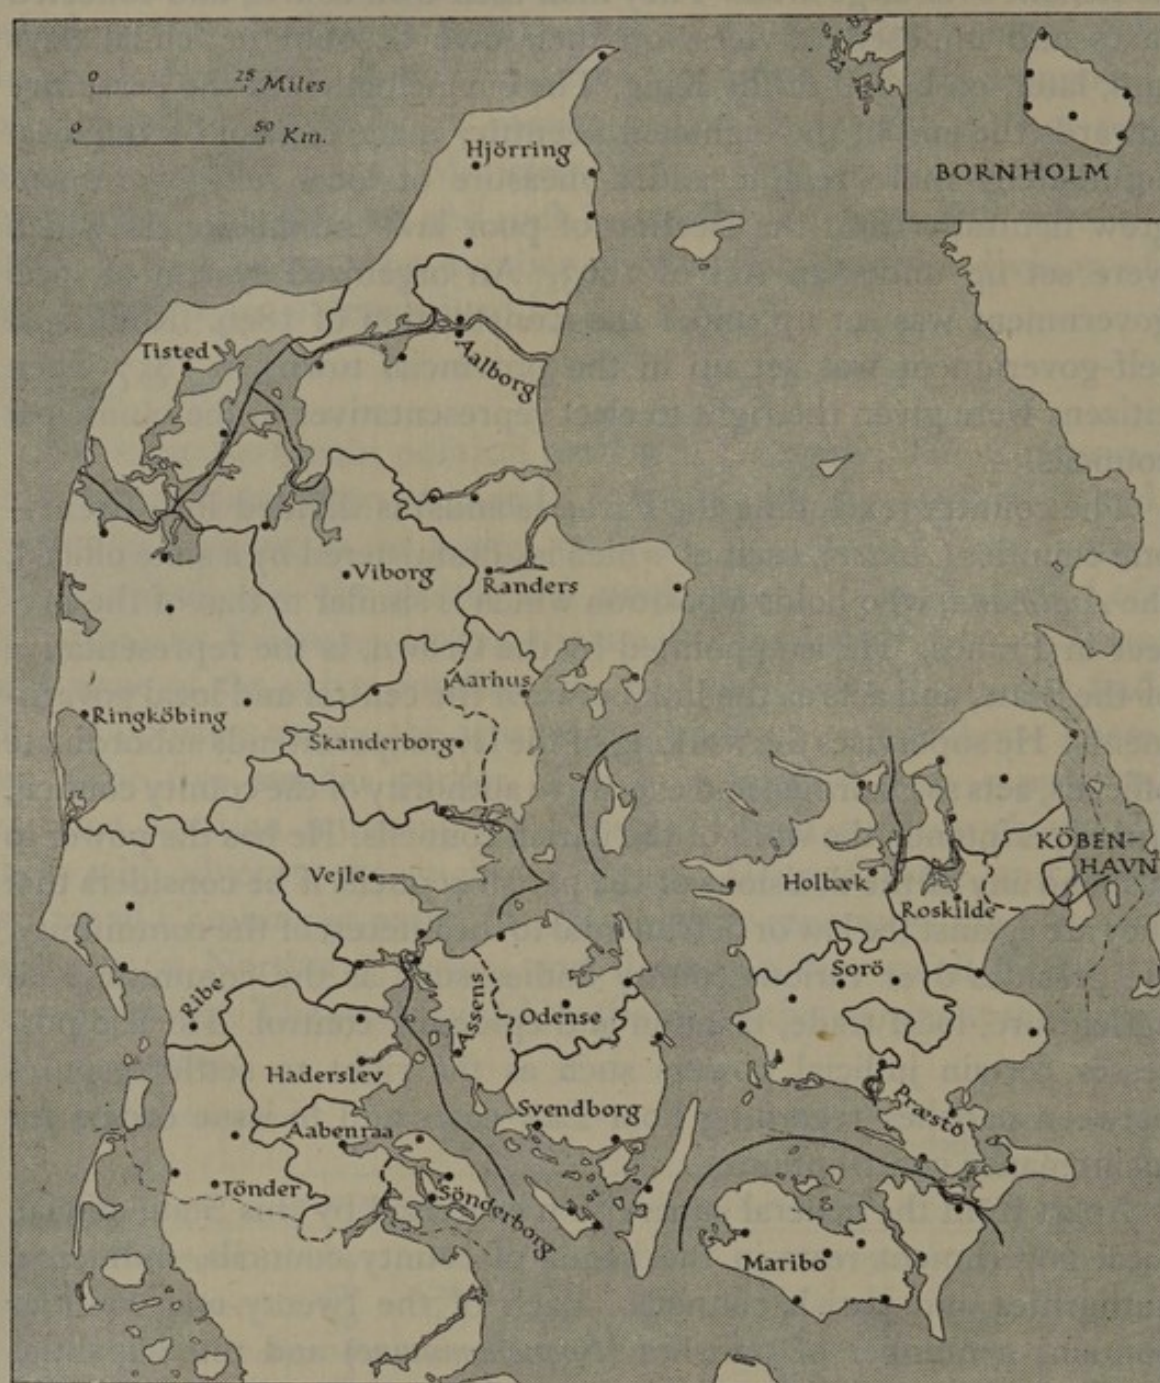 0 25 Miles
0 50 Km.
BORNHOLM
Hjörring
Tisted
Aalborg
Viborg
Randers
Aarhus
Ringköbing
Skanderborg
KÖBEN-
HAVN
Vejle
Holbæk
Roskilde
Sorö
Ribe
Assens
Odense
Haderslev
Svendborg
Præstö
Aabenraa
Tönder
Sönderborg
Maribo